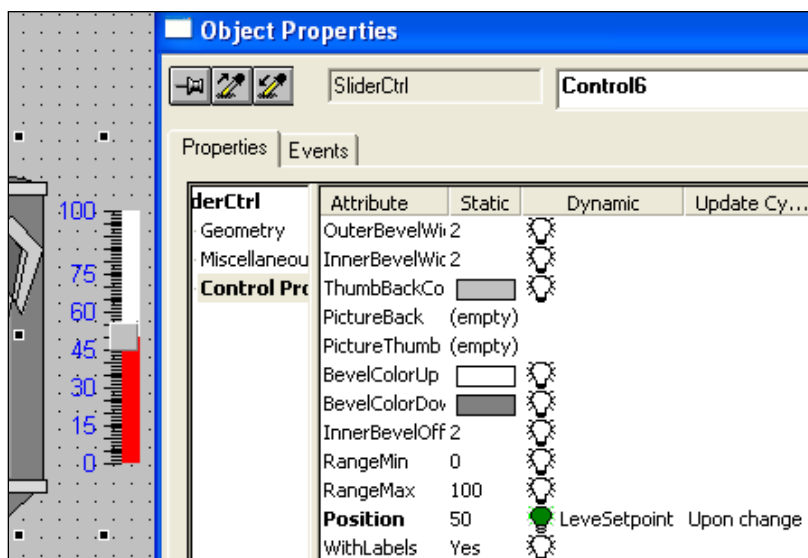 Object Properties
SliderCtrl
Control6
Properties
Events
derCtrl
Geometry
Miscellaneou
Control Pro
Attribute Static Dynamic Update Cy...
OuterBevelWi 2
InnerBevelWic 2
ThumbBackCo
PictureBack (empty)
PictureThumb (empty)
BevelColorUp
BevelColorDov
InnerBevelOff 2
RangeMin 0
RangeMax 100
Position 50 LeveSetpoint Upon change
WithLabels Yes
100
75
60
45
30
15
0